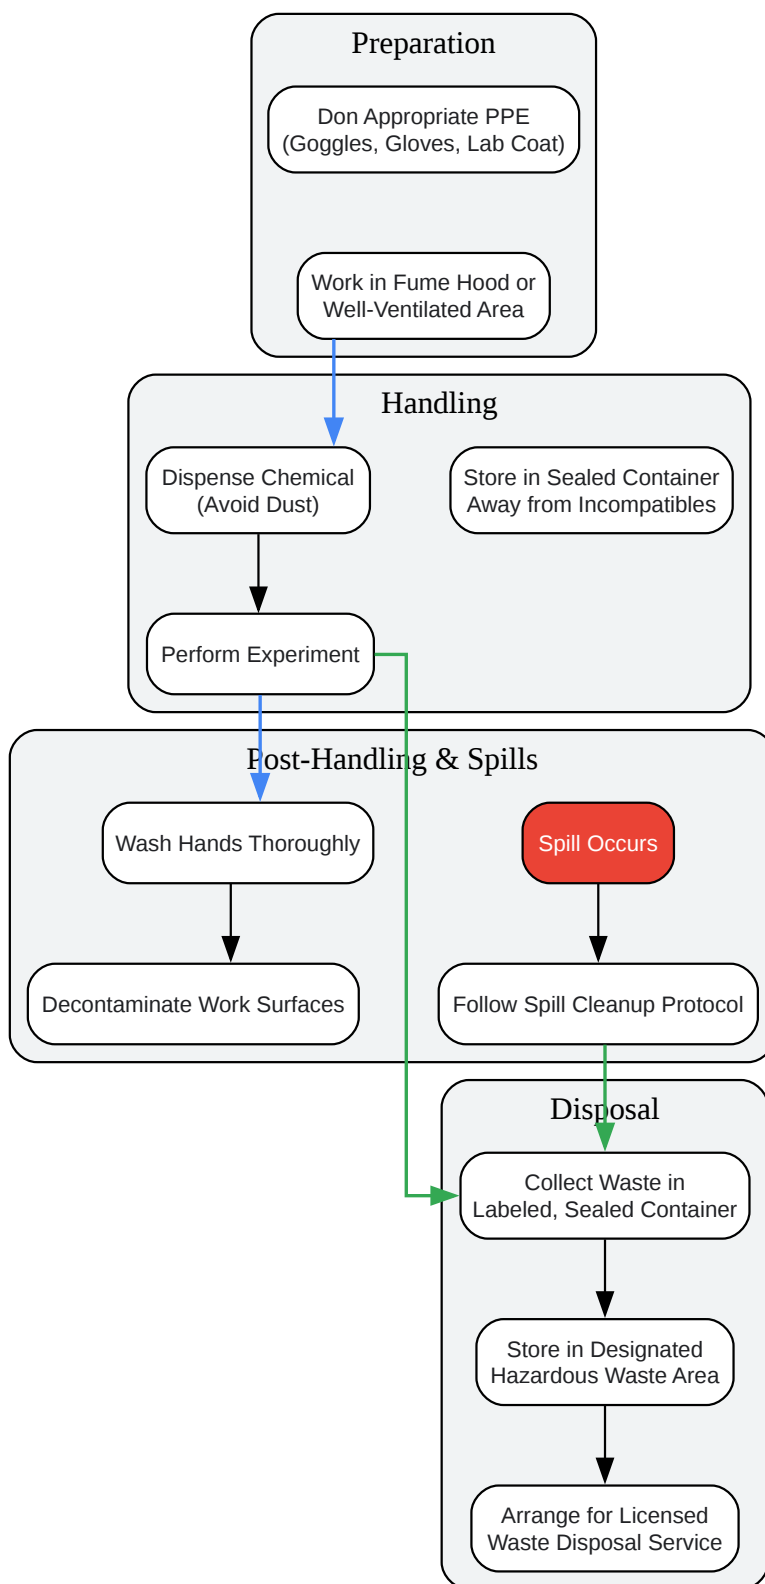 Preparation
Don Appropriate PPE
(Goggles, Gloves, Lab Coat)
Work in Fume Hood or
Well-Ventilated Area
Handling
Dispense Chemical
(Avoid Dust)
Store in Sealed Container
Away from Incompatibles
Perform Experiment
Post-Handling & Spills
Wash Hands Thoroughly
Spill Occurs
Decontaminate Work Surfaces
Follow Spill Cleanup Protocol
Disposal
Collect Waste in
Labeled, Sealed Container
Store in Designated
Hazardous Waste Area
Arrange for Licensed
Waste Disposal Service